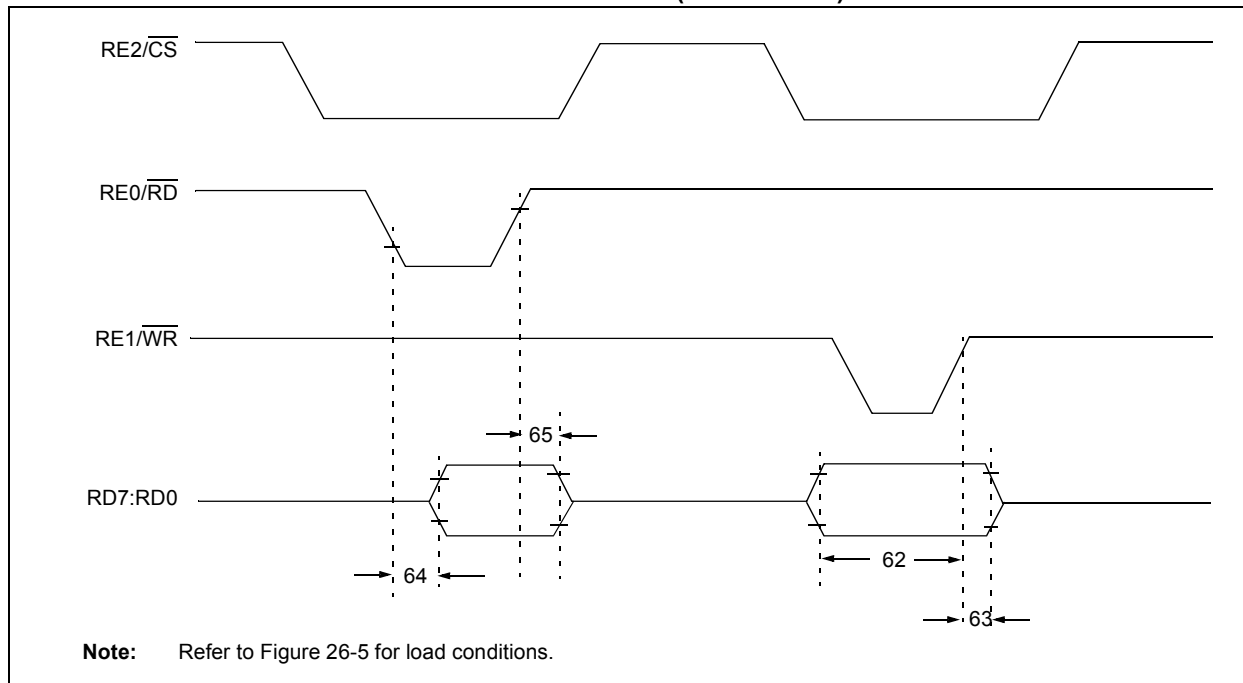 RE2/CS
RE0/RD
RE1/WR
65
RD7:RD0
64
62
63
Note: Refer to Figure 26-5 for load conditions.